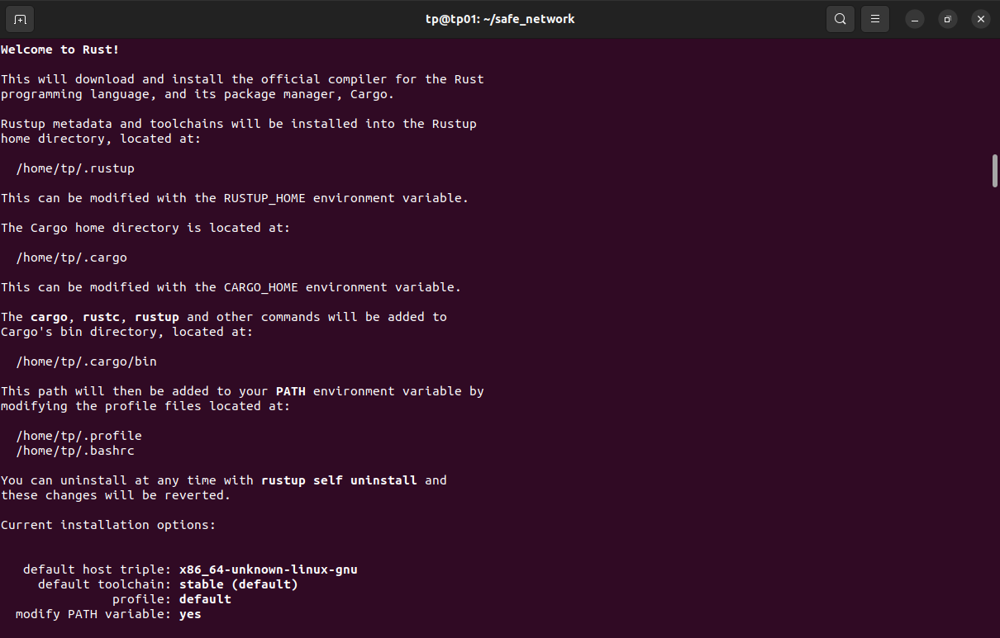 tp@tp01: ~/safe_network
Welcome to Rust!
This will download and install the official compiler for the Rust
programming language, and its package manager, Cargo.
Rustup metadata and toolchains will be installed into the Rustup
home directory, located at:
/home/tp/.rustup
This can be modified with the RUSTUP_HOME environment variable.
The Cargo home directory is located at:
/home/tp/.cargo
This can be modified with the CARGO_HOME environment variable.
The cargo, rustc, rustup and other commands will be added to
Cargo's bin directory, located at:
/home/tp/.cargo/bin
This path will then be added to your PATH environment variable by
modifying the profile files located at:
/home/tp/.profile
/home/tp/.bashrc
You can uninstall at any time with rustup self uninstall and
these changes will be reverted.
Current installation options:
default host triple: x86_64-unknown-linux-gnu
default toolchain: stable (default)
profile: default
modify PATH variable: yes